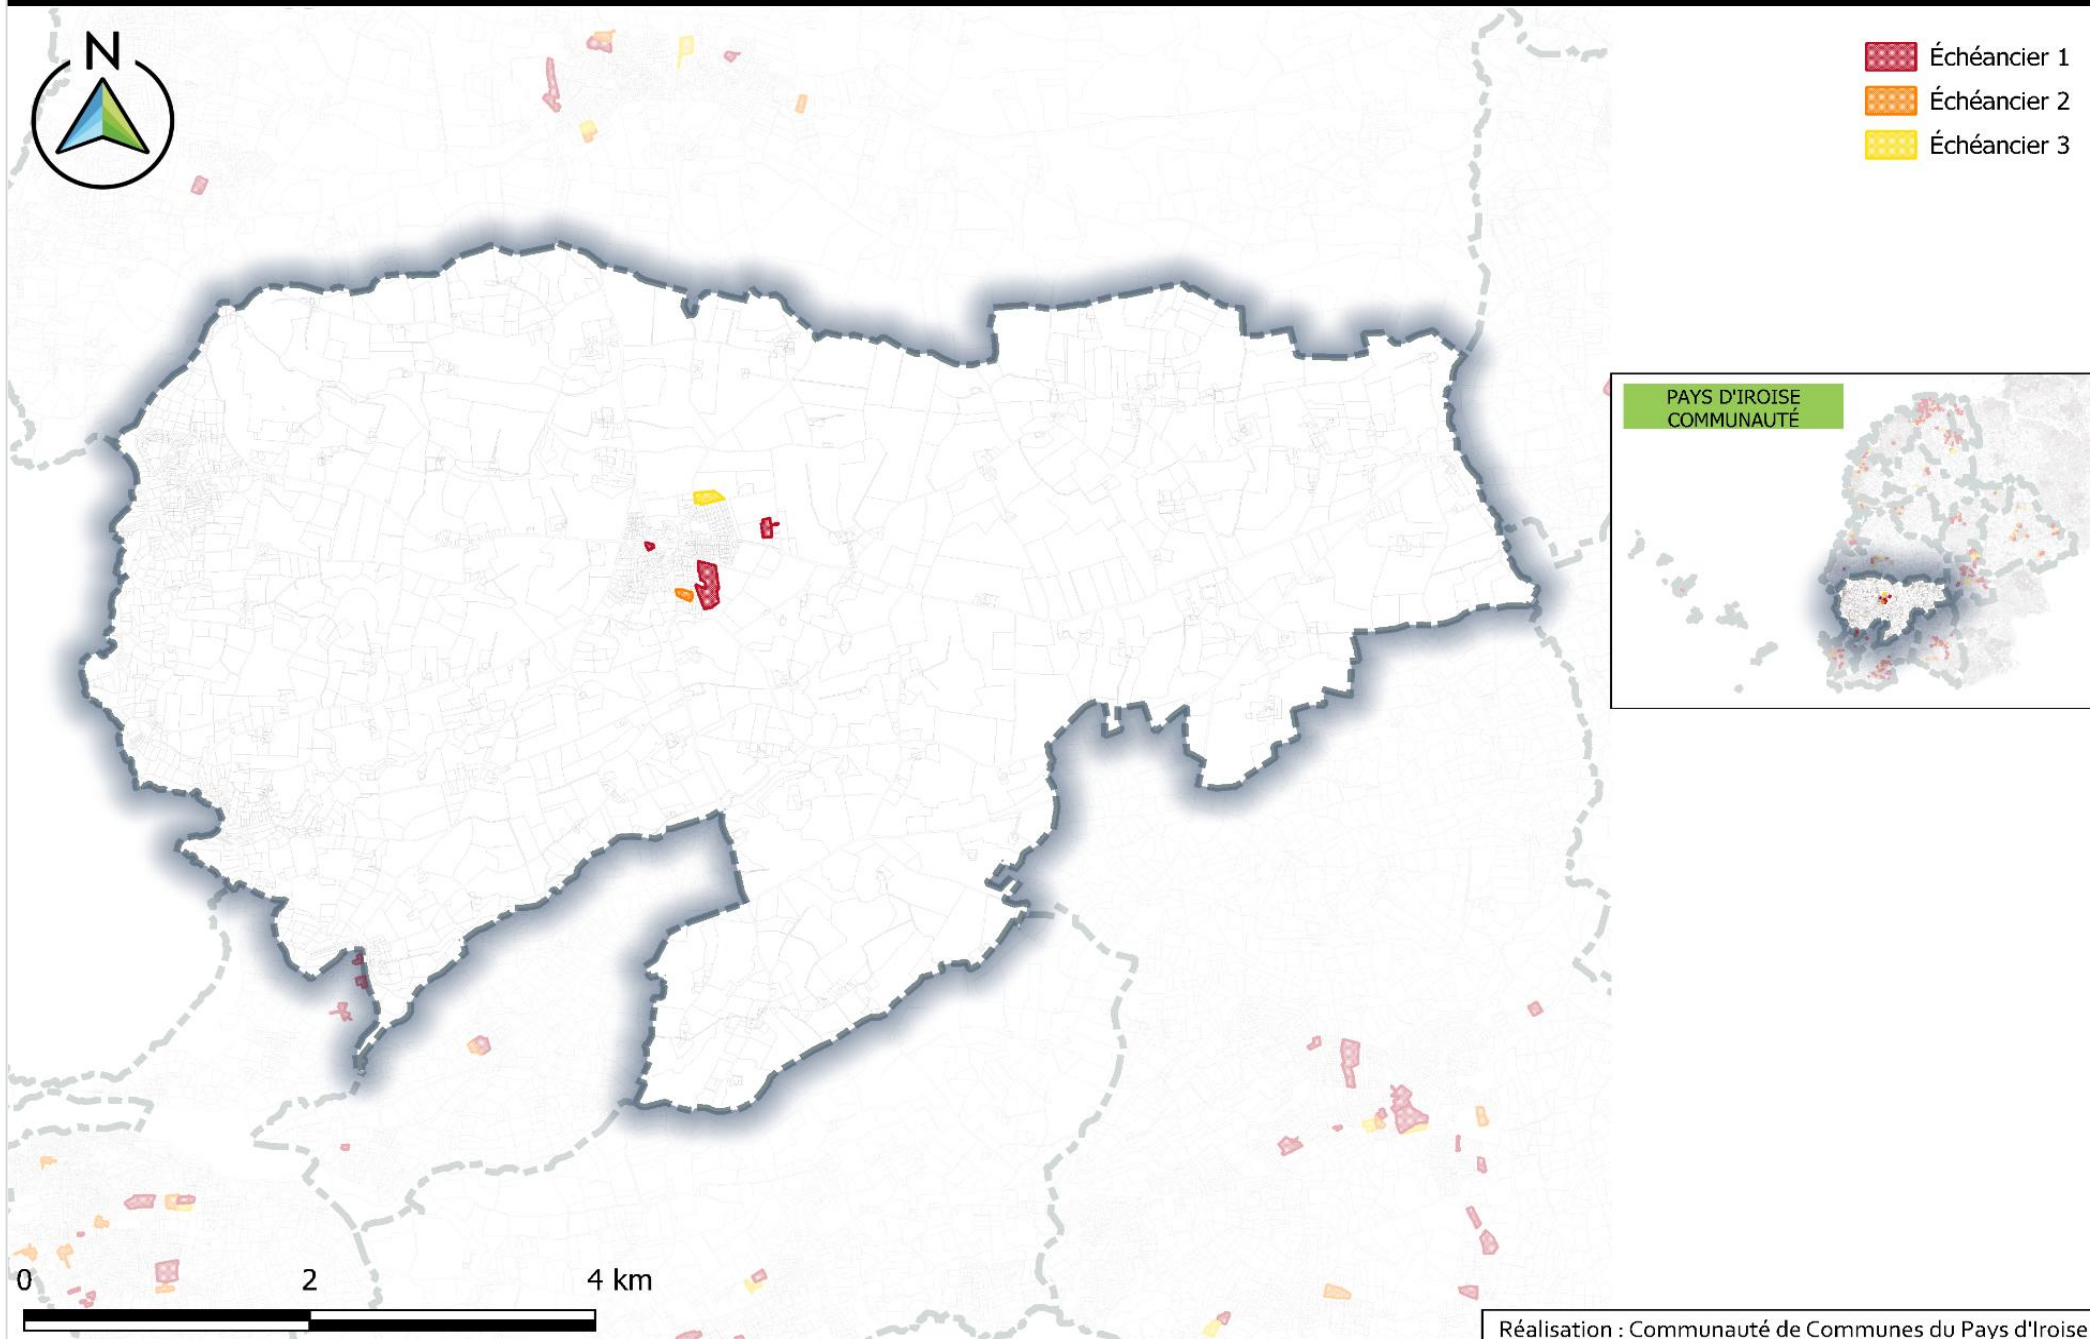 N
Échéancier 1
Échéancier 2
Échéancier 3
PAYS D'IROISE
COMMUNAUTÉ
0 2 4 km
Réalisation : Communauté de Communes du Pays d'Iroise